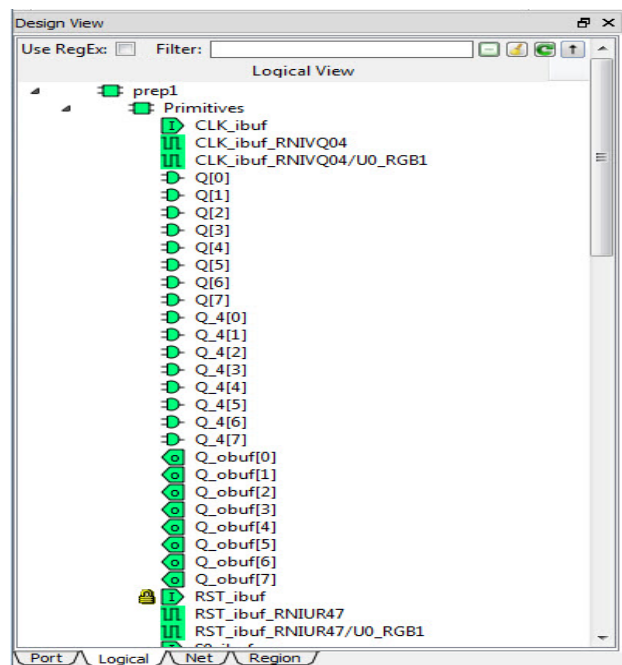 Design View
Use RegEx: Filter:
Logical View
prep1
Primitives
CLK_ibuf
CLK_ibuf_RNIVQ04
CLK_ibuf_RNIVQ04/U0_RGB1
Q[0]
Q[1]
Q[2]
Q[3]
Q[4]
Q[5]
Q[6]
Q[7]
Q_4[0]
Q_4[1]
Q_4[2]
Q_4[3]
Q_4[4]
Q_4[5]
Q_4[6]
Q_4[7]
Q_obuf[0]
Q_obuf[1]
Q_obuf[2]
Q_obuf[3]
Q_obuf[4]
Q_obuf[5]
Q_obuf[6]
Q_obuf[7]
RST_ibuf
RST_ibuf_RNIUR47
RST_ibuf_RNIUR47/U0_RGB1
Port Logical Net Region